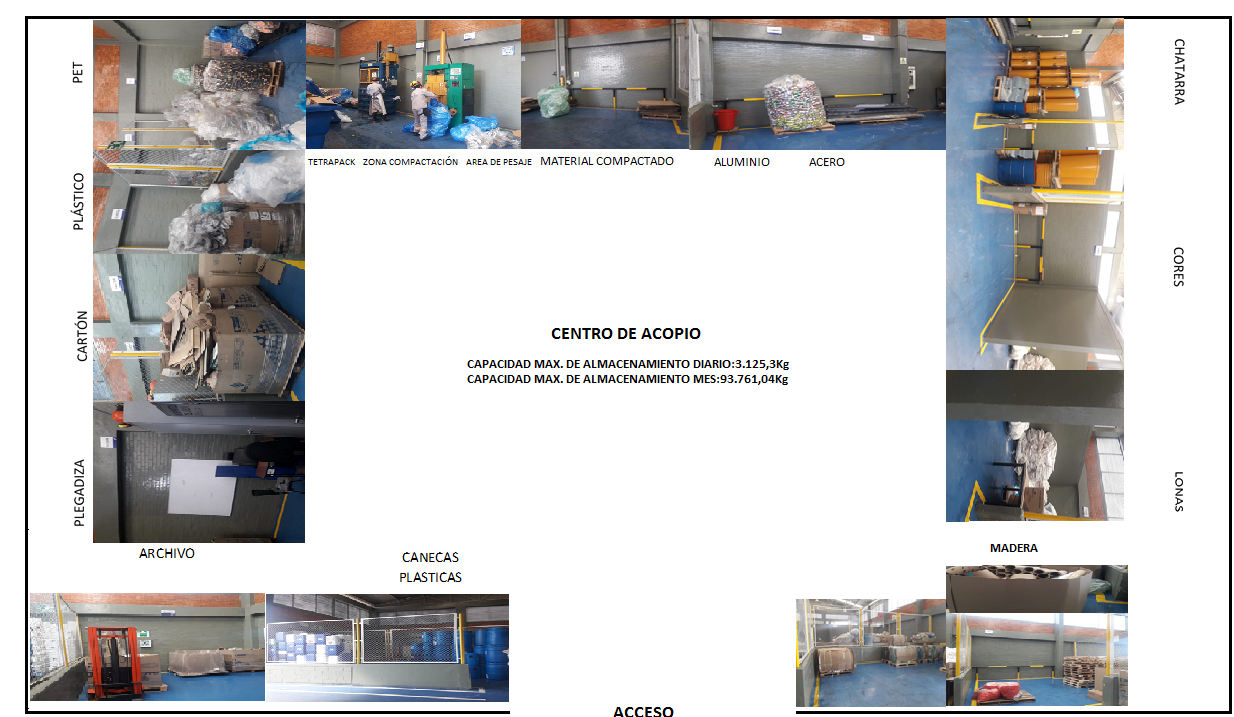 PET
CHATARRA
TETRAPACK ZONA COMPACTACIÓN AREA DE PESAJE MATERIAL COMPACTADO ALUMINIO ACERO
PLÁSTICO
CORES
CARTÓN
CENTRO DE ACOPIO
CAPACIDAD MAX. DE ALMACENAMIENTO DIARIO:3.125,3Kg
CAPACIDAD MAX. DE ALMACENAMIENTO MES:93.761,04Kg
PLEGADIZA
LONAS
ARCHIVO
CANECAS
PLASTICAS
MADERA
ACCESO